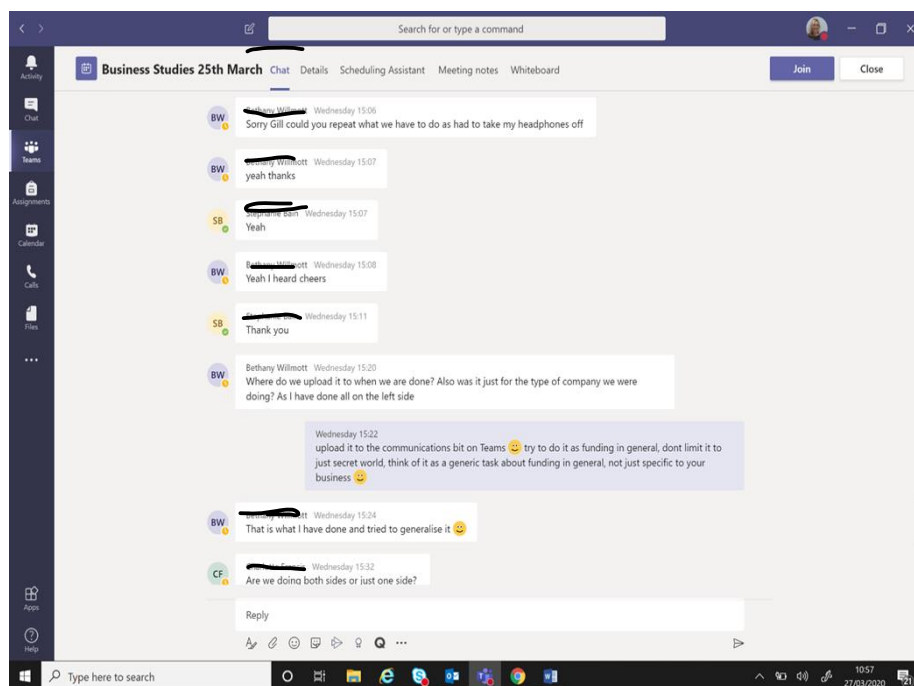 Search for or type a command
Activity
Chat
Teams
Assignments
Calendar
Calls
Files
Apps
Help
Business Studies 25th March Chat Details Scheduling Assistant Meeting notes Whiteboard Join Close
BW Wednesday 15:06
Sorry Gill could you repeat what we have to do as had to take my headphones off
BW Wednesday 15:07
yeah thanks
SB Wednesday 15:07
Yeah
BW Wednesday 15:08
Yeah I heard cheers
SB Wednesday 15:11
Thank you
BW Bethany Willmott Wednesday 15:20
Where do we upload it to when we are done? Also was it just for the type of company we were
doing? As I have done all on the left side
Wednesday 15:22
upload it to the communications bit on Teams 🙂 try to do it as funding in general, dont limit it to
just secret world, think of it as a generic task about funding in general, not just specific to your
business 🙂
BW Wednesday 15:24
That is what I have done and tried to generalise it 🙂
CF Wednesday 15:32
Are we doing both sides or just one side?
Reply
Type here to search
10:57
27/03/2020
21